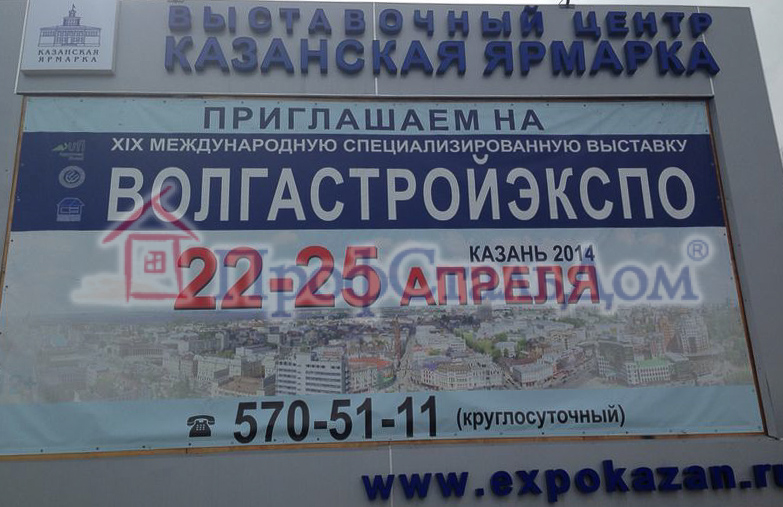 ВЫСТАВОЧНЫЙ ЦЕНТР
КАЗАНСКАЯ ЯРМАРКА
КАЗАНСКАЯ
ЯРМАРКА
ПРИГЛАШАЕМ НА
XIX МЕЖДУНАРОДНУЮ СПЕЦИАЛИЗИРОВАННУЮ ВЫСТАВКУ
ВОЛГАСТРОЙЭКСПО
КАЗАНЬ 2014
22-25 АПРЕЛЯ
ПрофСтальДом®
570-51-11 (круглосуточный)
www.expokazan.ru